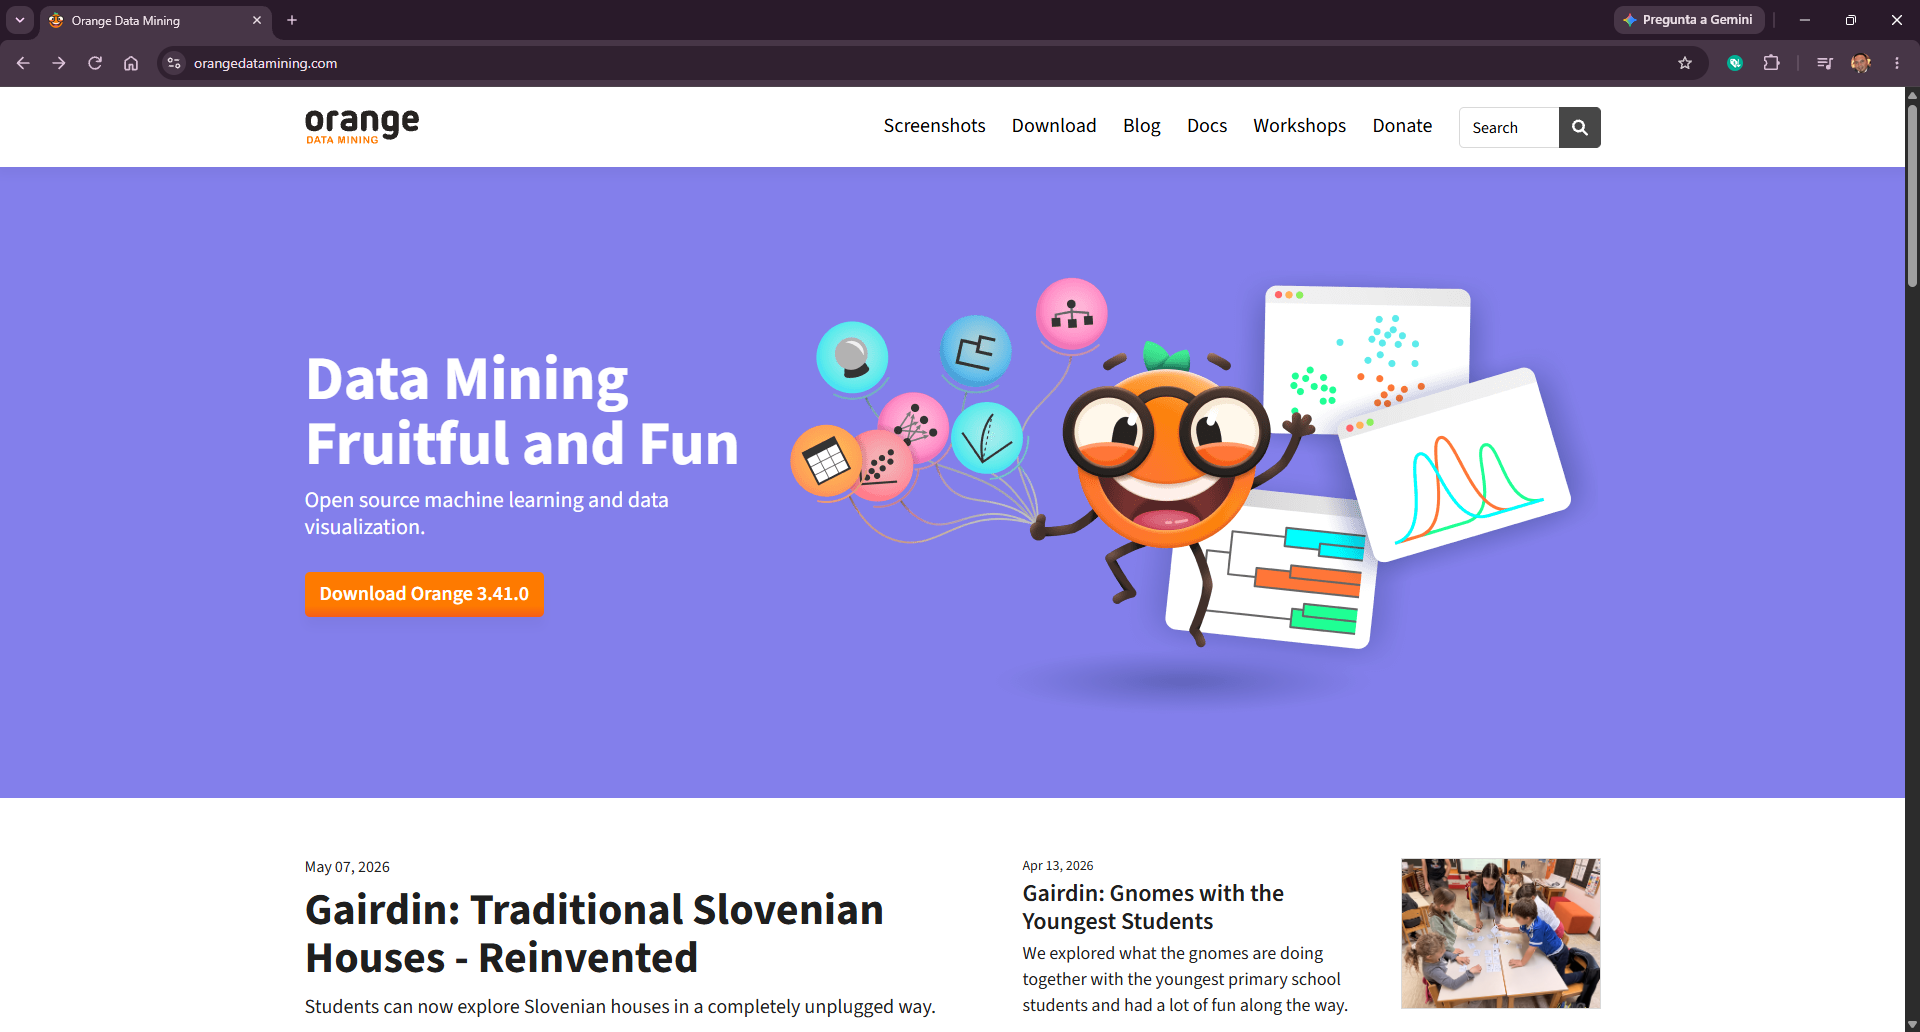 Orange Data Mining
Pregunta a Gemini
orangedatamining.com
orange
DATA MINING
Screenshots
Download
Blog
Docs
Workshops
Donate
Search
Data Mining
Fruitful and Fun
Open source machine learning and data
visualization.
Download Orange 3.41.0
May 07, 2026
Gairdin: Traditional Slovenian
Houses - Reinvented
Students can now explore Slovenian houses in a completely unplugged way.
Apr 13, 2026
Gairdin: Gnomes with the
Youngest Students
We explored what the gnomes are doing
together with the youngest primary school
students and had a lot of fun along the way.